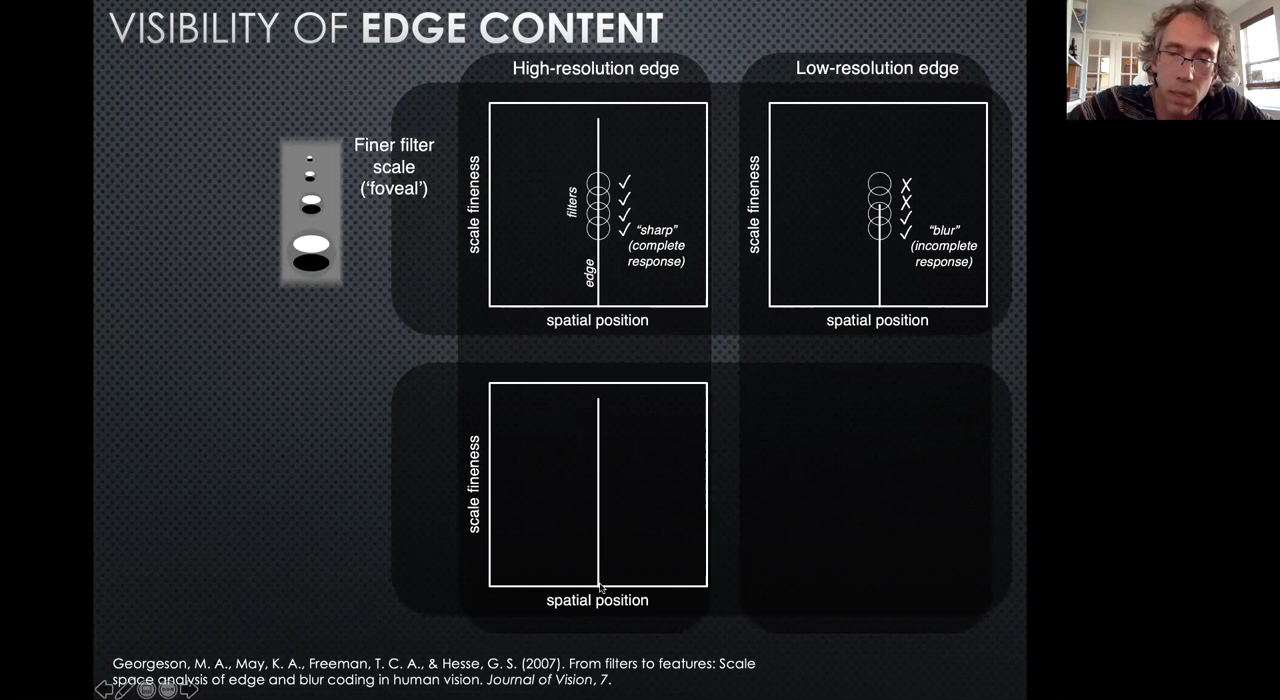 VISIBILITY OF EDGE CONTENT
High-resolution edge
Low-resolution edge
Finer filter
scale
('foveal')
scale fineness
filters
edge
"sharp"
(complete
response)
spatial position
scale fineness
"blur"
(incomplete
response)
spatial position
scale fineness
spatial position
Georgeson, M. A., May, K. A., Freeman, T. C. A., & Hesse, G. S. (2007). From filters to features: Scale
space analysis of edge and blur coding in human vision. Journal of Vision, 7.